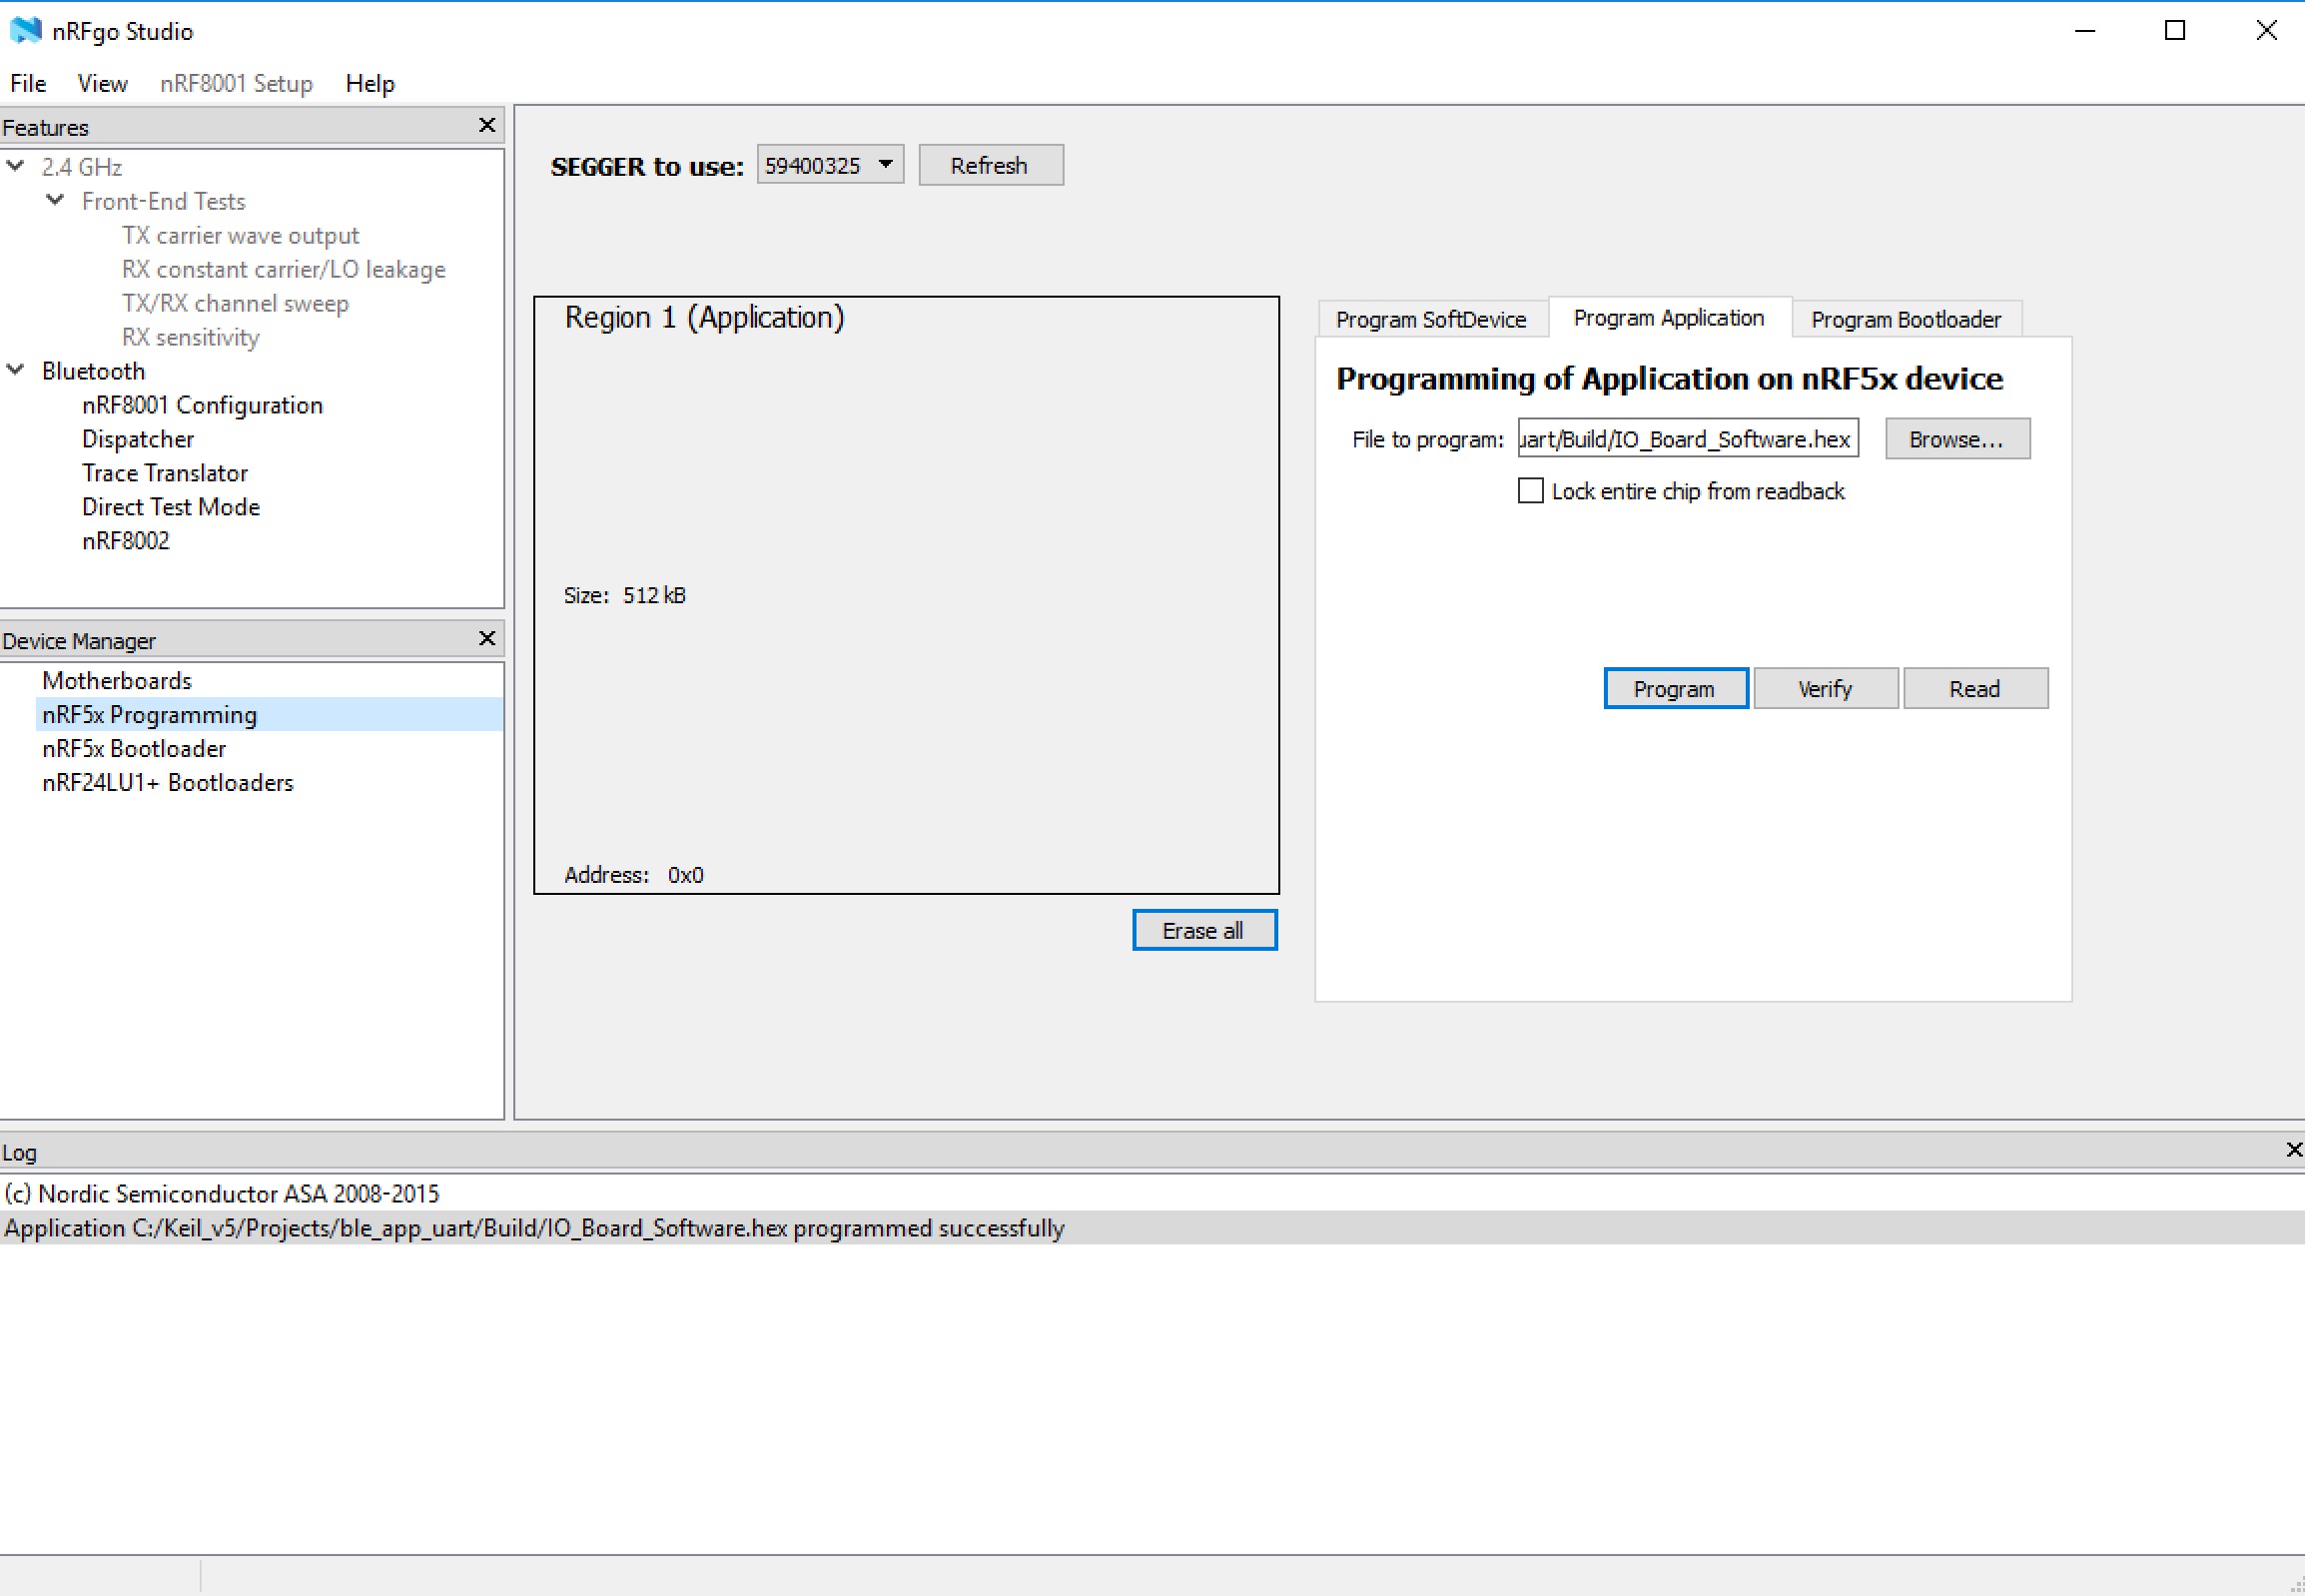 nRFgo Studio
File View nRF8001 Setup Help
Features
2.4 GHz
Front-End Tests
TX carrier wave output
RX constant carrier/LO leakage
TX/RX channel sweep
RX sensitivity
Bluetooth
nRF8001 Configuration
Dispatcher
Trace Translator
Direct Test Mode
nRF8002
Device Manager
Motherboards
nRF5x Programming
nRF5x Bootloader
nRF24LU1+ Bootloaders
SEGGER to use: 59400325 Refresh
Region 1 (Application)
Size: 512 kB
Address: 0x0
Erase all
Program SoftDevice Program Application Program Bootloader
Programming of Application on nRF5x device
File to program: uart/Build/IO_Board_Software.hex Browse...
Lock entire chip from readback
Program Verify Read
Log
(c) Nordic Semiconductor ASA 2008-2015
Application C:/Keil_v5/Projects/ble_app_uart/Build/IO_Board_Software.hex programmed successfully